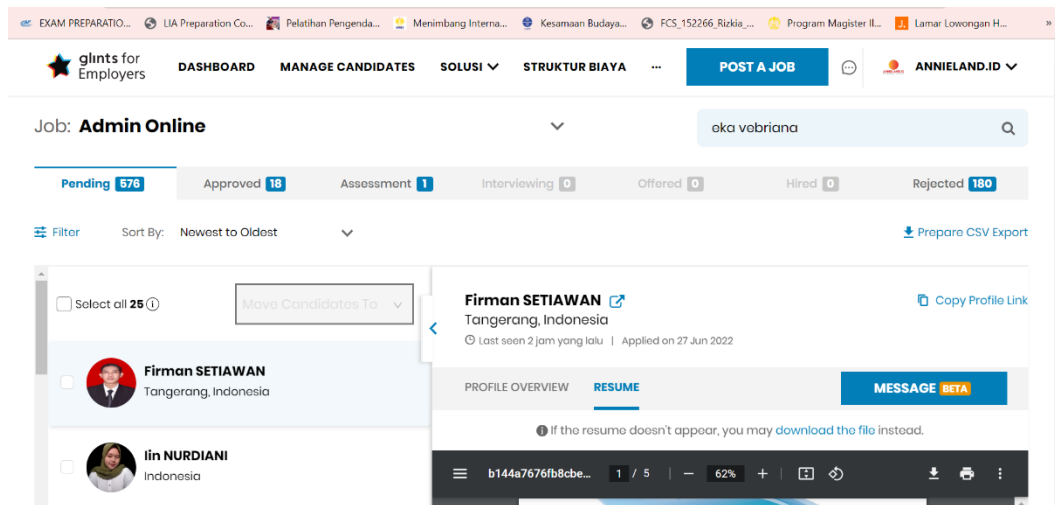 EXAM PREPARATIO... LIA Preparation Co... Pelatihan Pengenda... Menimbang Interna... Kesamaan Budaya... FCS_152266_Rizkia_... Program Magister Il... Lamar Lowongan H... »
glints for Employers DASHBOARD MANAGE CANDIDATES SOLUSI STRUKTUR BIAYA ... POST A JOB ANNIELAND.ID
Job: Admin Online
eka vebriana
Pending 576 Approved 18 Assessment 1 Interviewing 0 Offered 0 Hired 0 Rejected 180
Filter Sort By: Newest to Oldest Prepare CSV Export
Select all 25 Move Candidates To
Firman SETIAWAN
Tangerang, Indonesia
Iin NURDIANI
Indonesia
Firman SETIAWAN Copy Profile Link
Tangerang, Indonesia
Last seen 2 jam yang lalu | Applied on 27 Jun 2022
PROFILE OVERVIEW RESUME MESSAGE BETA
If the resume doesn't appear, you may download the file instead.
b144a7676fb8cbe... 1 / 5 | — 62% +